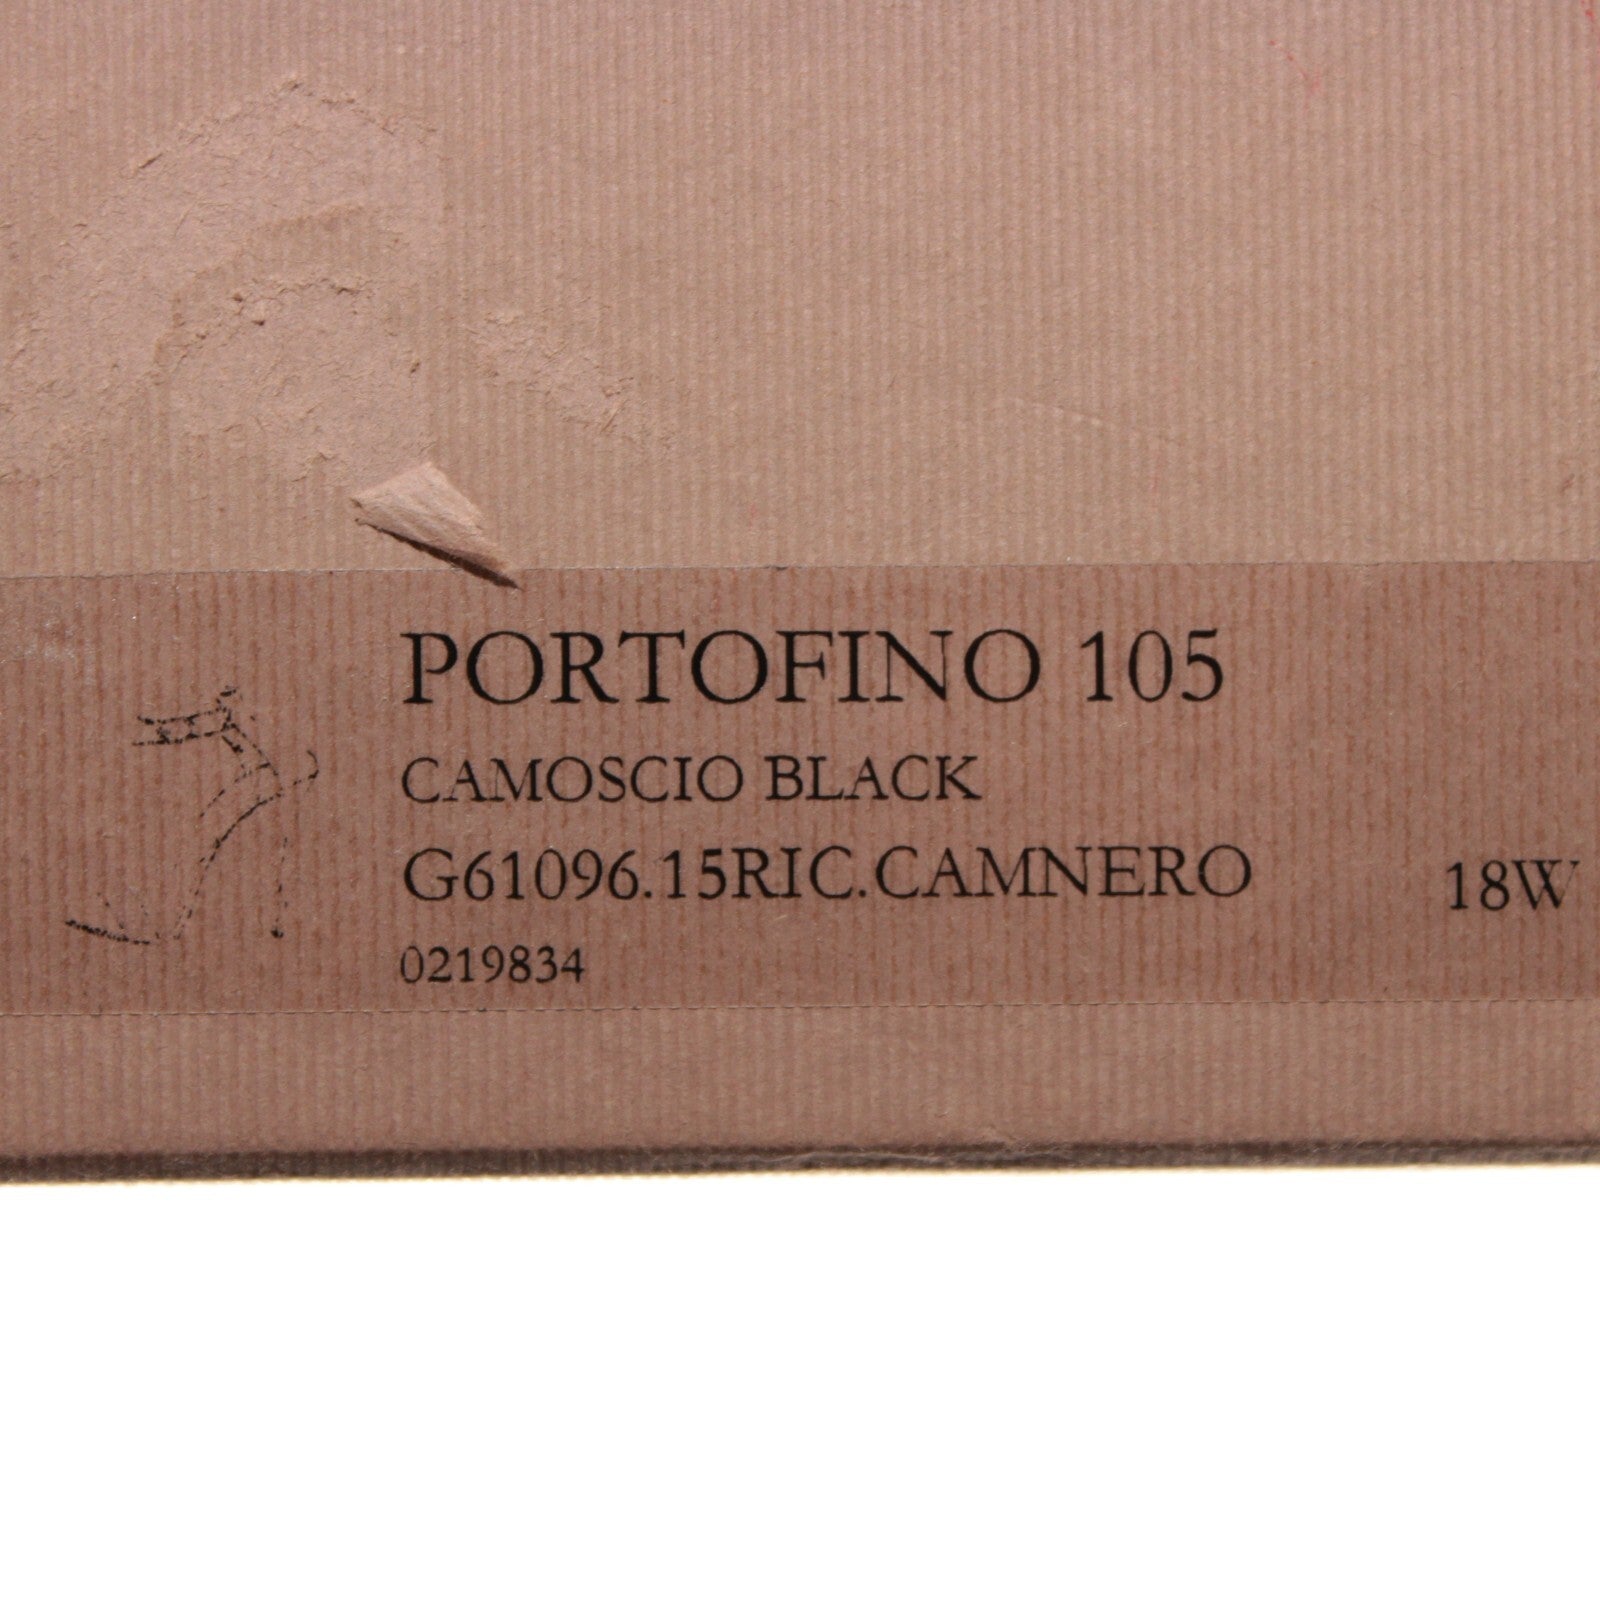 PORTOFINO 105
CAMOSCIO BLACK
G61096.15RIC.CAMNERO 18W
0219834